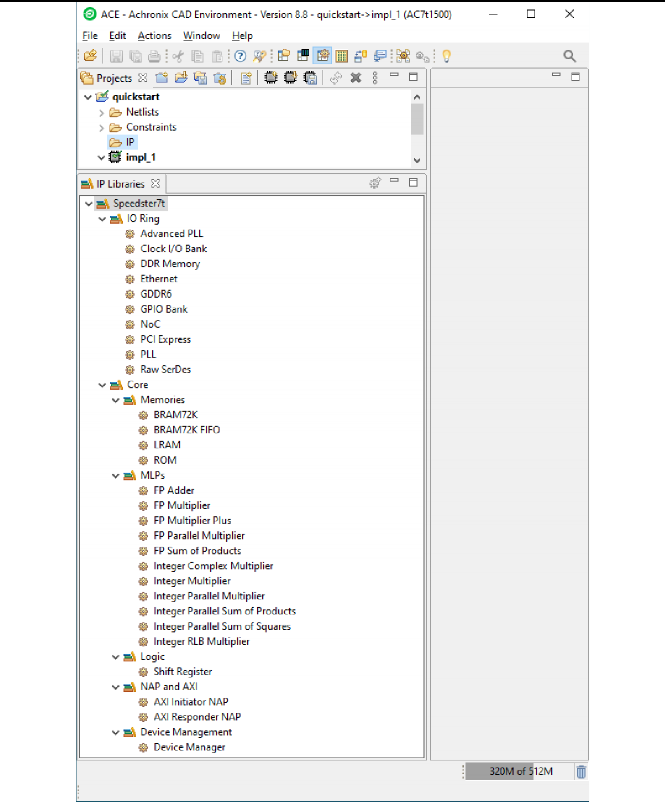 ACE - Achronix CAD Environment - Version 8.8 - quickstart->impl_1 (AC7t1500)
File Edit Actions Window Help
Projects
quickstart
Netlists
Constraints
IP
impl_1
IP Libraries
Speedster7t
IO Ring
Advanced PLL
Clock I/O Bank
DDR Memory
Ethernet
GDDR6
GPIO Bank
NoC
PCI Express
PLL
Raw SerDes
Core
Memories
BRAM72K
BRAM72K FIFO
LRAM
ROM
MLPs
FP Adder
FP Multiplier
FP Multiplier Plus
FP Parallel Multiplier
FP Sum of Products
Integer Complex Multiplier
Integer Multiplier
Integer Parallel Multiplier
Integer Parallel Sum of Products
Integer Parallel Sum of Squares
Integer RLB Multiplier
Logic
Shift Register
NAP and AXI
AXI Initiator NAP
AXI Responder NAP
Device Management
Device Manager
320M of 512M